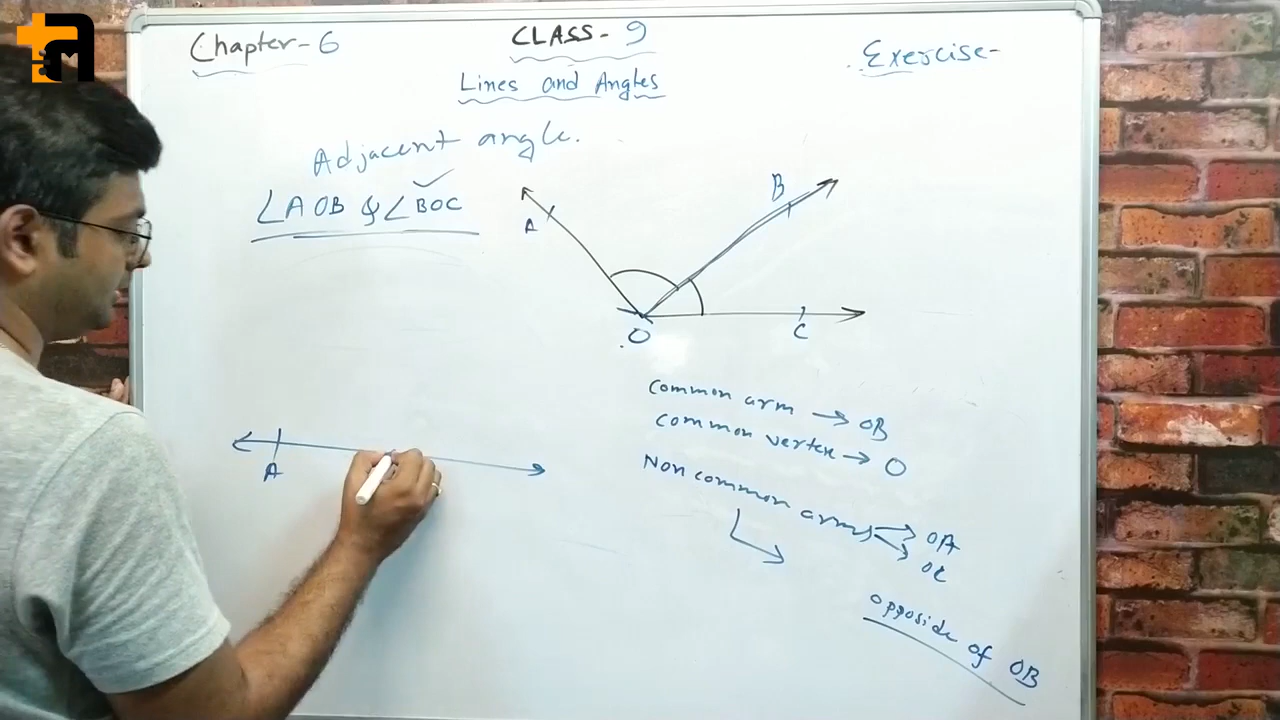 Chapter-6
CLASS- 9
Exercise-
Lines and Angles
Adjacent angle.
∠AOB & ∠BOC
A
B
O
C
Common arm → OB
Common vertex → O
Non common arms → OA
→ OC
opposide of OB
A